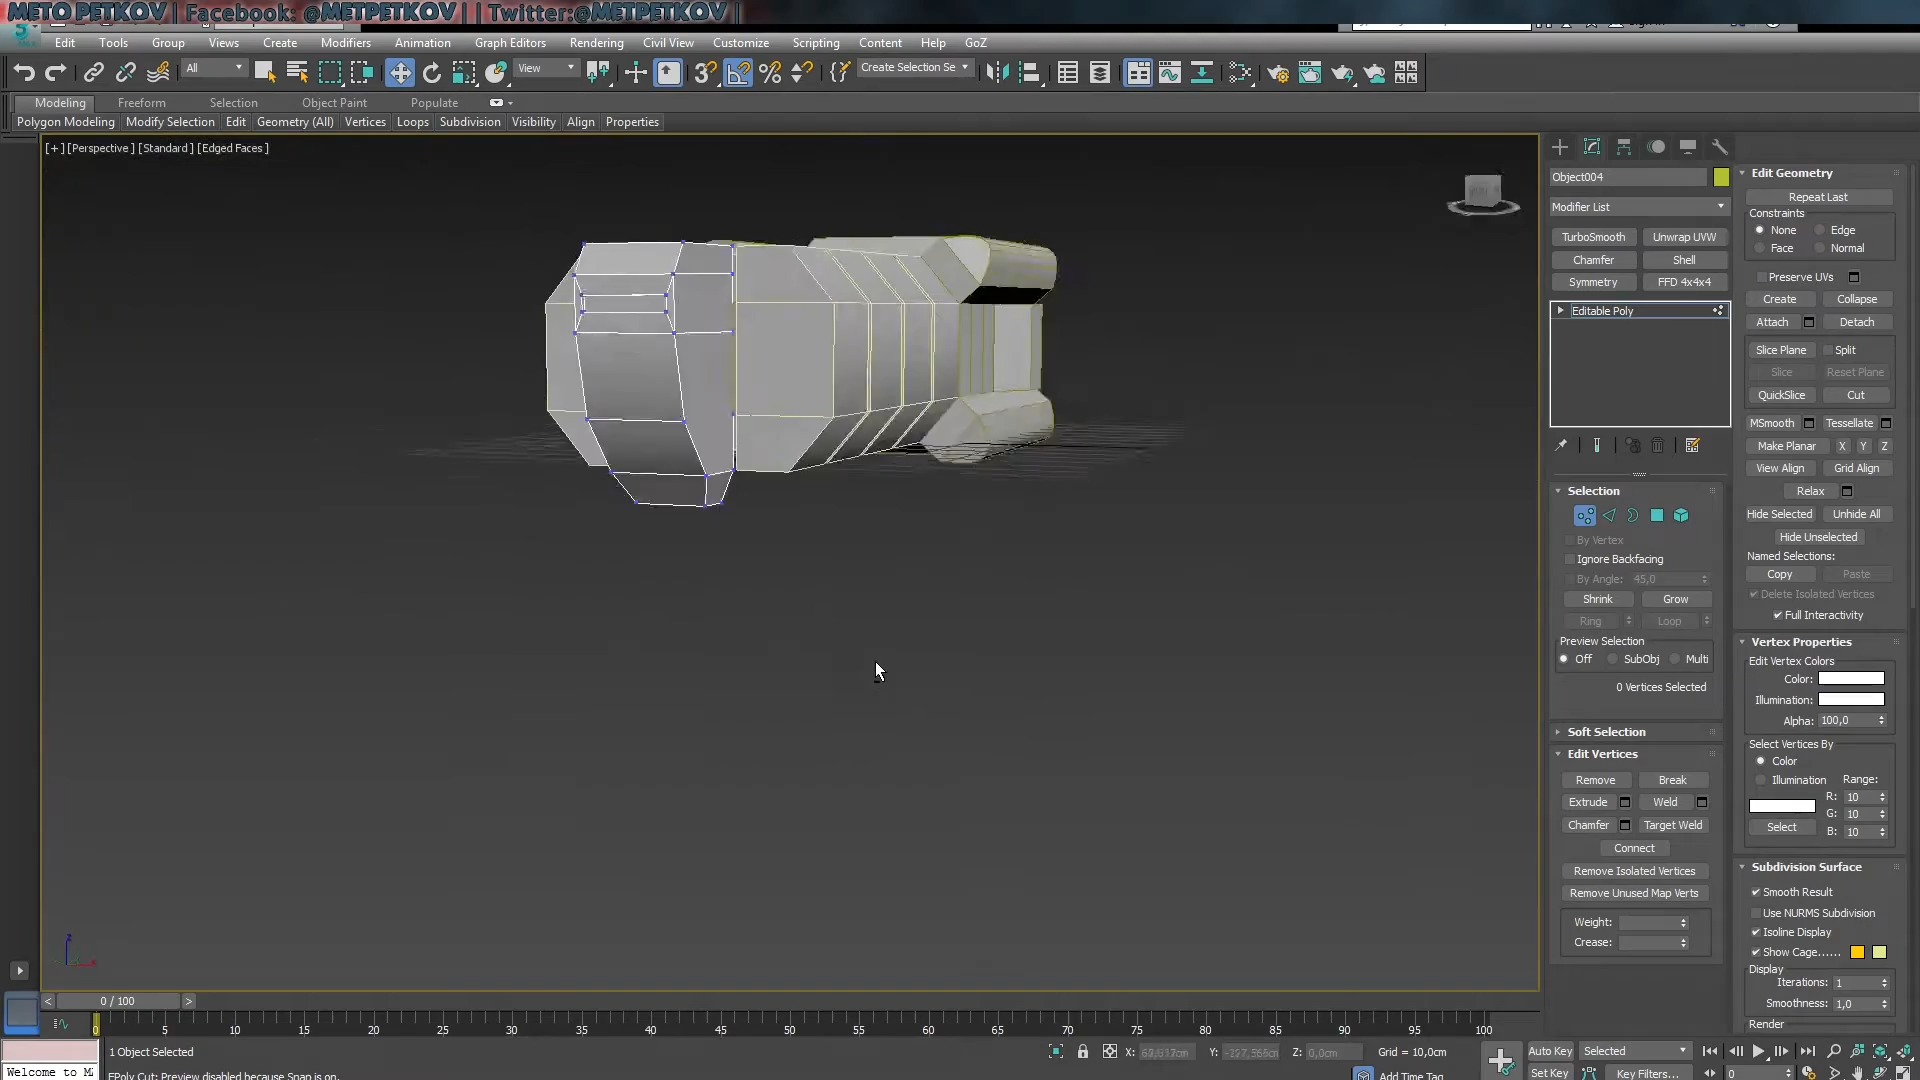 METO PETKOV | Facebook: @METPETKOV | | Twitter:@METPETKOV |
Edit Tools Group Views Create Modifiers Animation Graph Editors Rendering Civil View Customize Scripting Content Help GoZ
All View Create Selection Se
Modeling Freeform Selection Object Paint Populate
Polygon Modeling Modify Selection Edit Geometry (All) Vertices Loops Subdivision Visibility Align Properties
[+] [Perspective ] [Standard ] [Edged Faces ]
Object004
Modifier List
TurboSmooth Unwrap UVW
Chamfer Shell
Symmetry FFD 4x4x4
Editable Poly
Selection
By Vertex
Ignore Backfacing
By Angle: 45,0
Shrink Grow
Ring Loop
Preview Selection
Off SubObj Multi
0 Vertices Selected
Soft Selection
Edit Vertices
Remove Break
Extrude Weld
Chamfer Target Weld
Connect
Remove Isolated Vertices
Remove Unused Map Verts
Weight:
Crease:
Edit Geometry
Repeat Last
Constraints
None Edge
Face Normal
Preserve UVs
Create Collapse
Attach Detach
Slice Plane Split
Slice Reset Plane
QuickSlice Cut
MSmooth Tessellate
Make Planar X Y Z
View Align Grid Align
Relax
Hide Selected Unhide All
Hide Unselected
Named Selections:
Copy Paste
Delete Isolated Vertices
Full Interactivity
Vertex Properties
Edit Vertex Colors
Color:
Illumination:
Alpha: 100,0
Select Vertices By
Color
Illumination Range:
R: 10
G: 10
Select B: 10
Subdivision Surface
Smooth Result
Use NURMS Subdivision
Isoline Display
Show Cage......
Display
Iterations: 1
Smoothness: 1,0
Render
z
< 0 / 100 >
0 5 10 15 20 25 30 35 40 45 50 55 60 65 70 75 80 85 90 95 100
1 Object Selected X: Y: Z: 0,0cm Grid = 10,0cm Auto Key Selected
Welcome to M EPoly Cut: Preview disabled because Snap is on. Add Time Tag Set Key Key Filters... 0